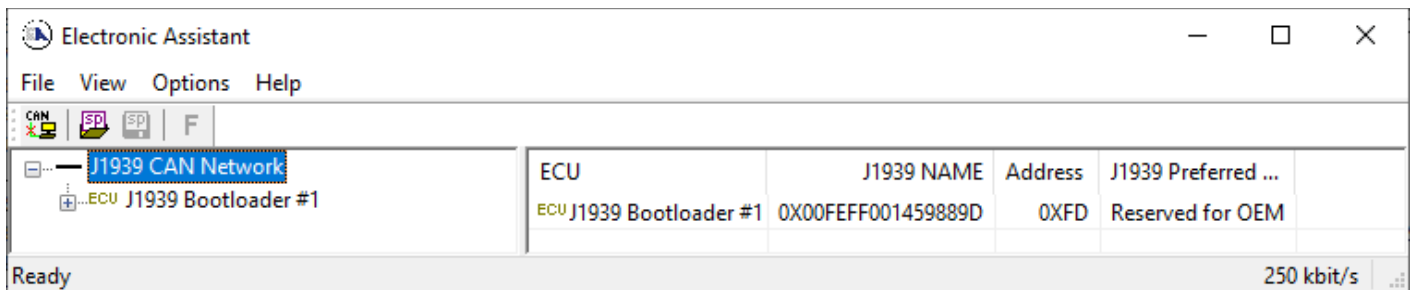 Electronic Assistant
File View Options Help
CAN SP SP F
J1939 CAN Network
ECU J1939 Bootloader #1
ECU J1939 NAME Address J1939 Preferred ...
ECU J1939 Bootloader #1 0X00FEFF001459889D 0XFD Reserved for OEM
Ready 250 kbit/s